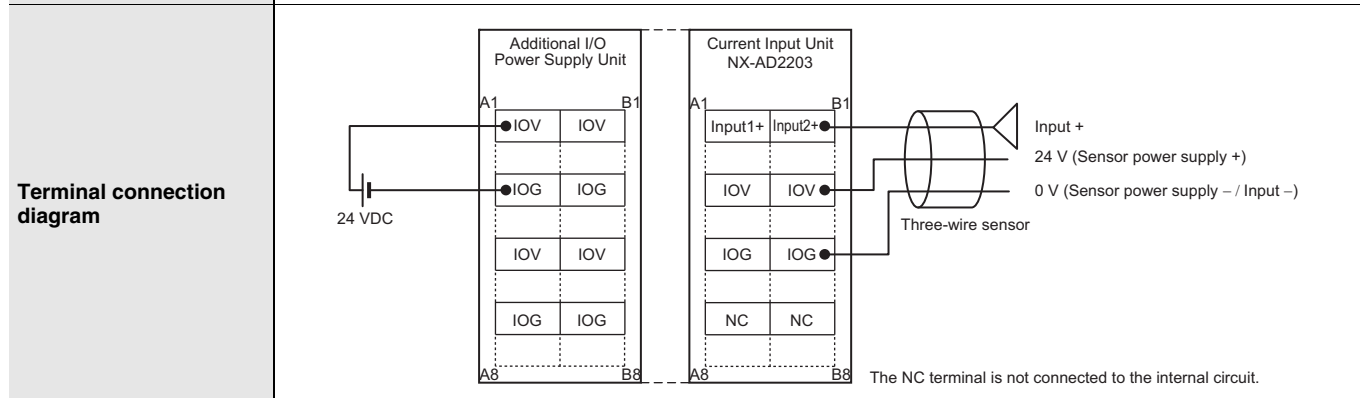 Terminal connection
diagram
Additional I/O
Power Supply Unit
A1
B1
IOV
IOV
IOG
IOG
24 VDC
IOV
IOV
IOG
IOG
A8
B8
Current Input Unit
NX-AD2203
A1
B1
Input1+
Input2+
IOV
IOV
IOG
IOG
NC
NC
A8
B8
Input +
24 V (Sensor power supply +)
0 V (Sensor power supply – / Input –)
Three-wire sensor
The NC terminal is not connected to the internal circuit.